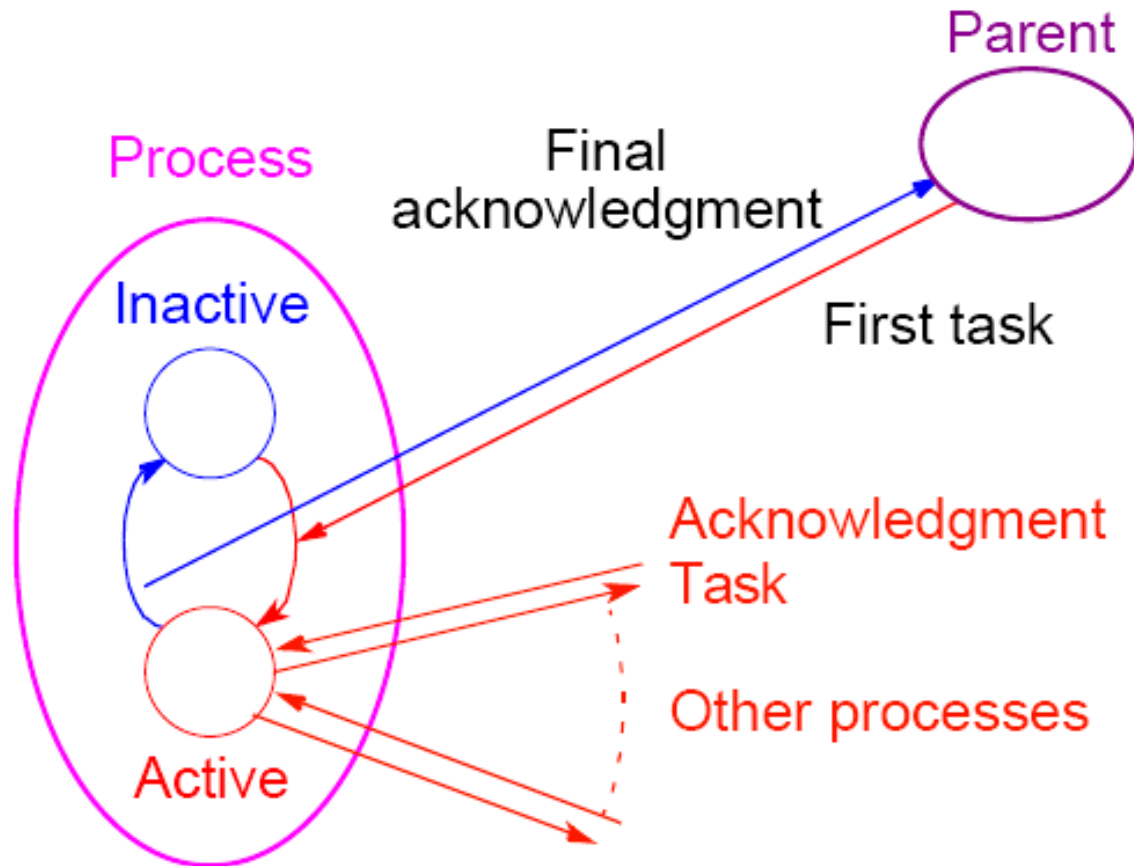 Parent
Process
Final
acknowledgment
Inactive
First task
Acknowledgment
Task
Other processes
Active